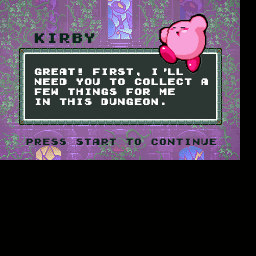 KIRBY
GREAT! FIRST, I'LL
NEED YOU TO COLLECT A
FEW THINGS FOR ME
IN THIS DUNGEON.
PRESS START TO CONTINUE